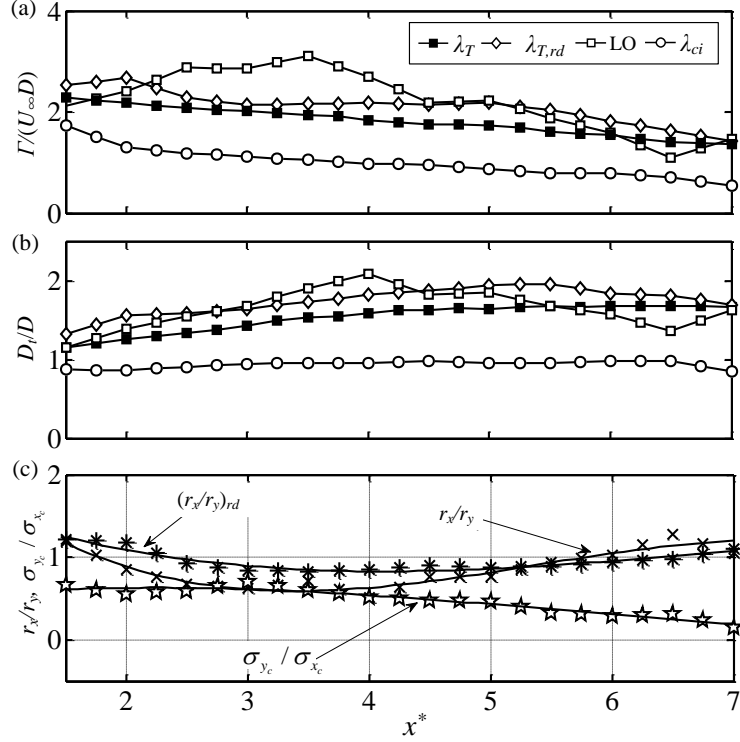 (a)
4
2
0
Γ/(U∞D)
λT λT,rd LO λci
(b)
2
1
0
Dt/D
(c)
2
1
0
rx/ry, σyc / σxc
(rx/ry)rd
rx/ry
σyc / σxc
2 3 4 5 6 7
x*